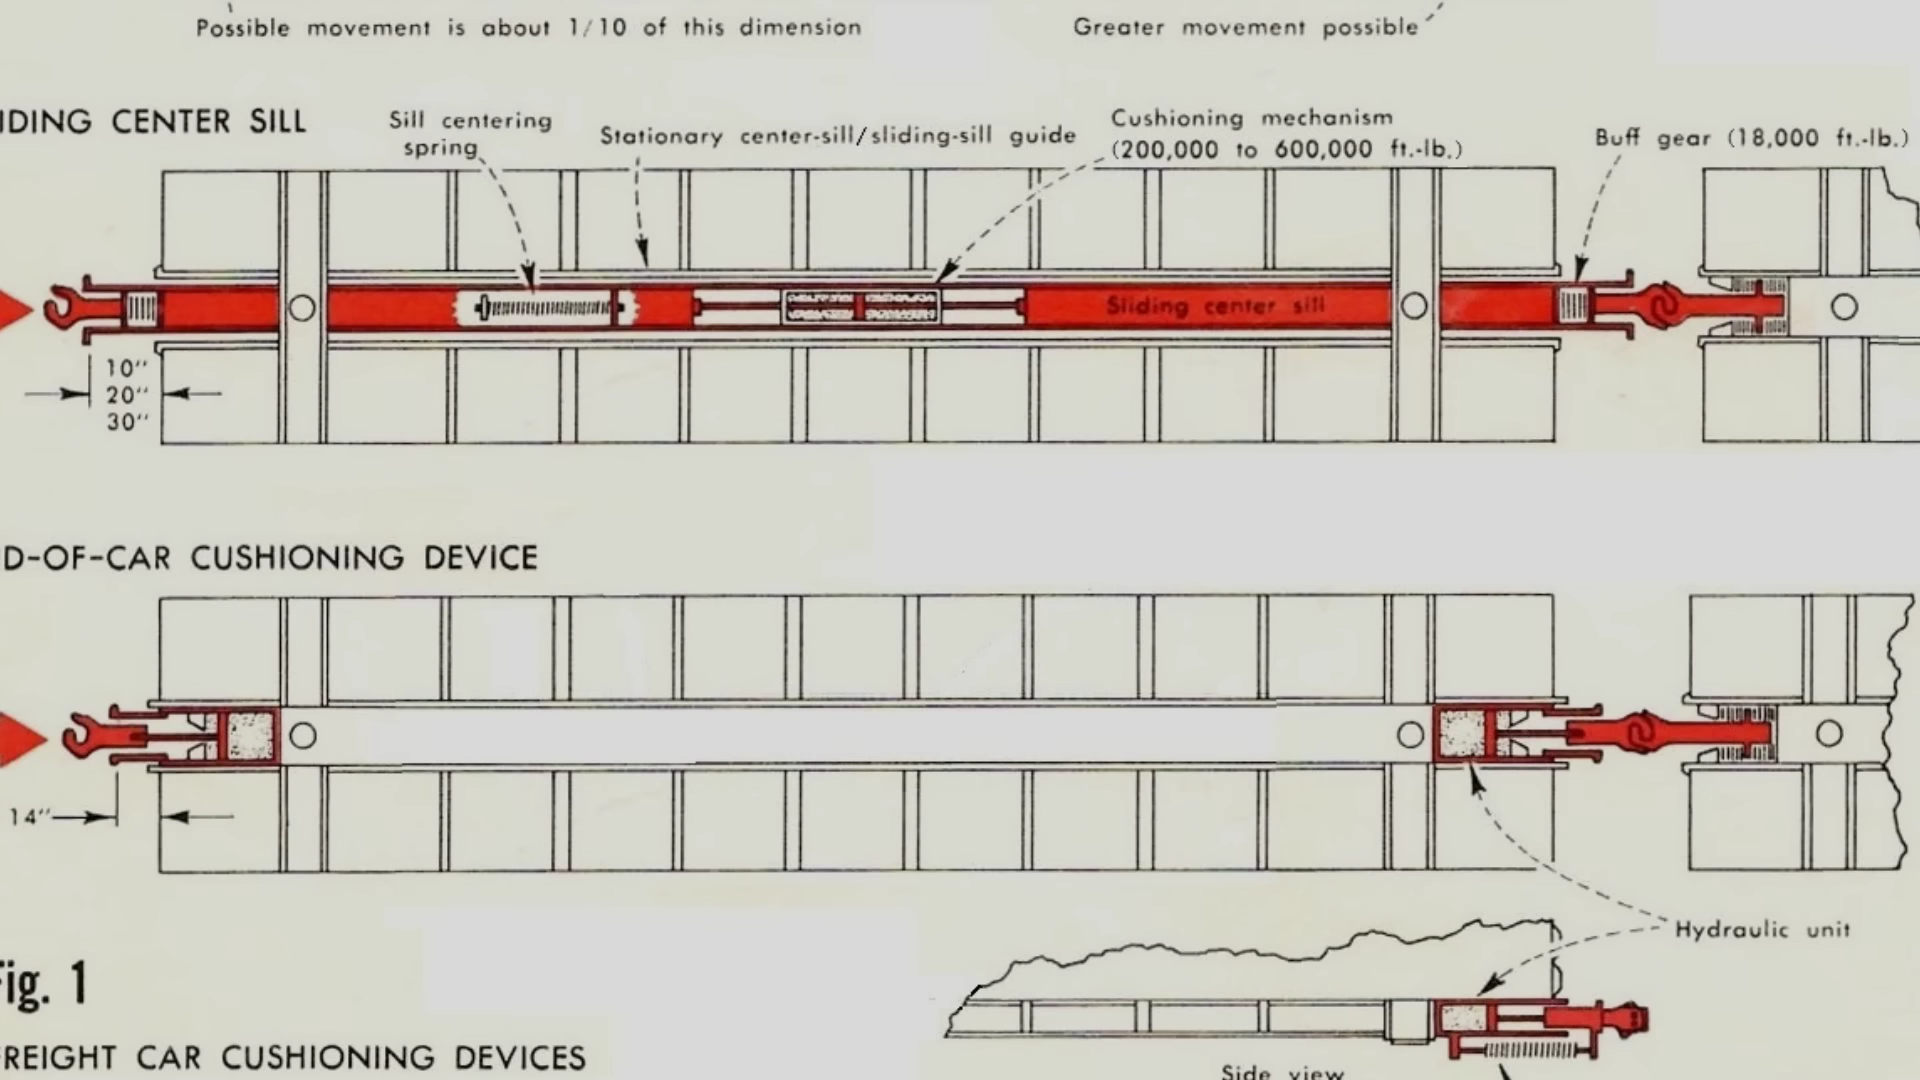 Possible movement is about 1/10 of this dimension
Greater movement possible
IDING CENTER SILL
Sill centering
spring
Stationary center-sill/sliding-sill guide
Cushioning mechanism
(200,000 to 600,000 ft.-lb.)
Buff gear (18,000 ft.-lb.)
Sliding center sill
10"
20"
30"
D-OF-CAR CUSHIONING DEVICE
14"
Hydraulic unit
Fig. 1
REIGHT CAR CUSHIONING DEVICES
Side view